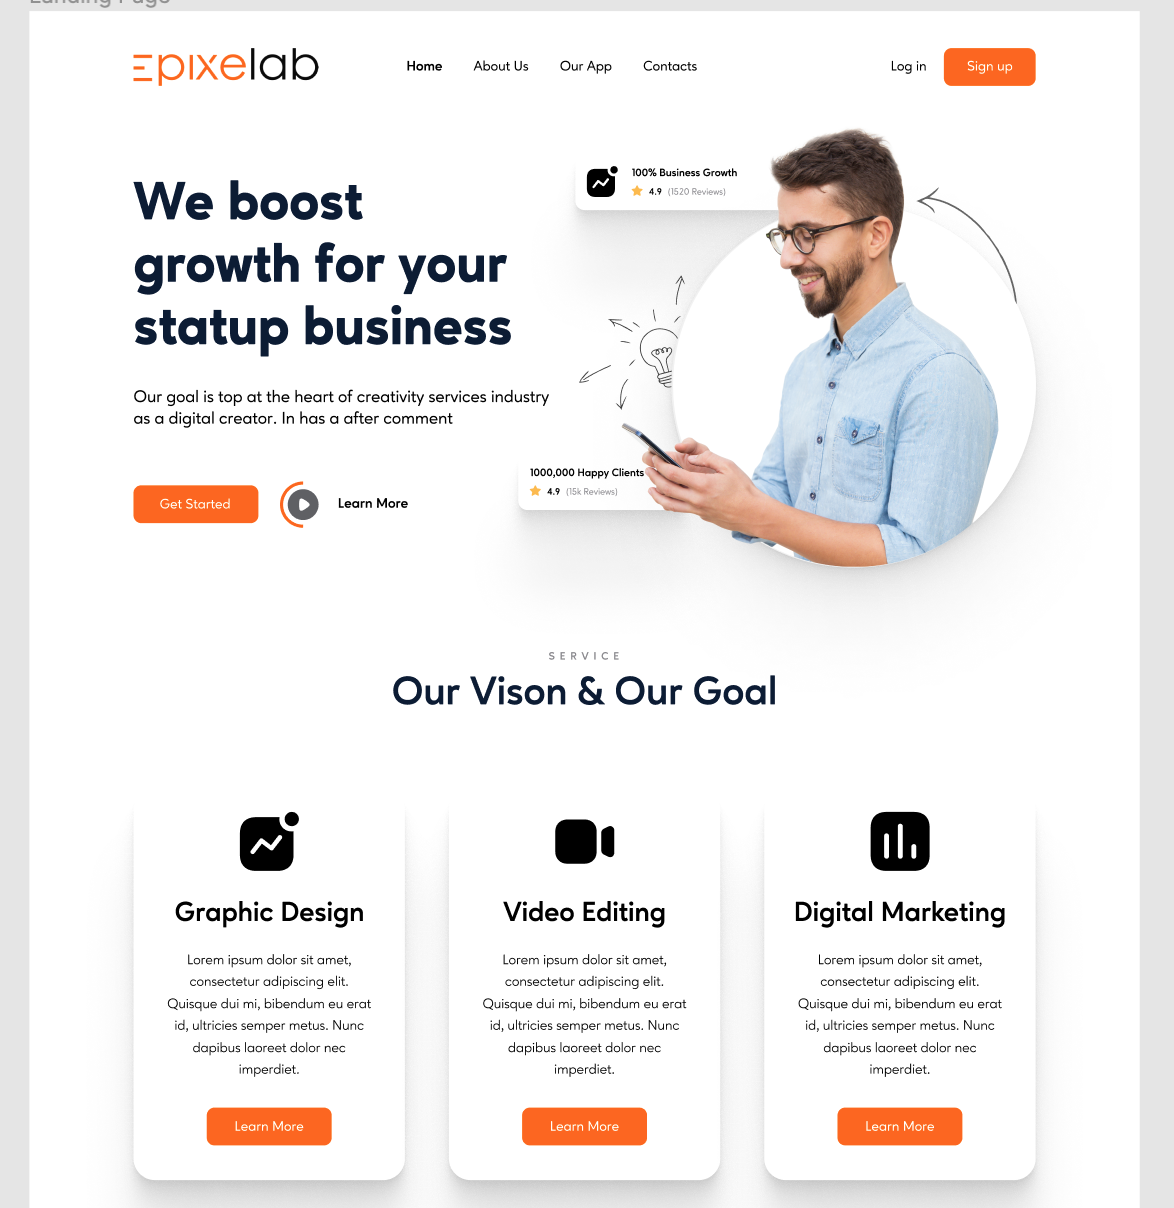 Landing Page
Epixelab
Home About Us Our App Contacts Log in Sign up
100% Business Growth
4.9 (1520 Reviews)
We boost
growth for your
statup business
Our goal is top at the heart of creativity services industry
as a digital creator. In has a after comment
1000,000 Happy Clients
4.9 (15k Reviews)
Get Started Learn More
SERVICE
Our Vison & Our Goal
Graphic Design
Lorem ipsum dolor sit amet,
consectetur adipiscing elit.
Quisque dui mi, bibendum eu erat
id, ultricies semper metus. Nunc
dapibus laoreet dolor nec
imperdiet.
Learn More
Video Editing
Lorem ipsum dolor sit amet,
consectetur adipiscing elit.
Quisque dui mi, bibendum eu erat
id, ultricies semper metus. Nunc
dapibus laoreet dolor nec
imperdiet.
Learn More
Digital Marketing
Lorem ipsum dolor sit amet,
consectetur adipiscing elit.
Quisque dui mi, bibendum eu erat
id, ultricies semper metus. Nunc
dapibus laoreet dolor nec
imperdiet.
Learn More